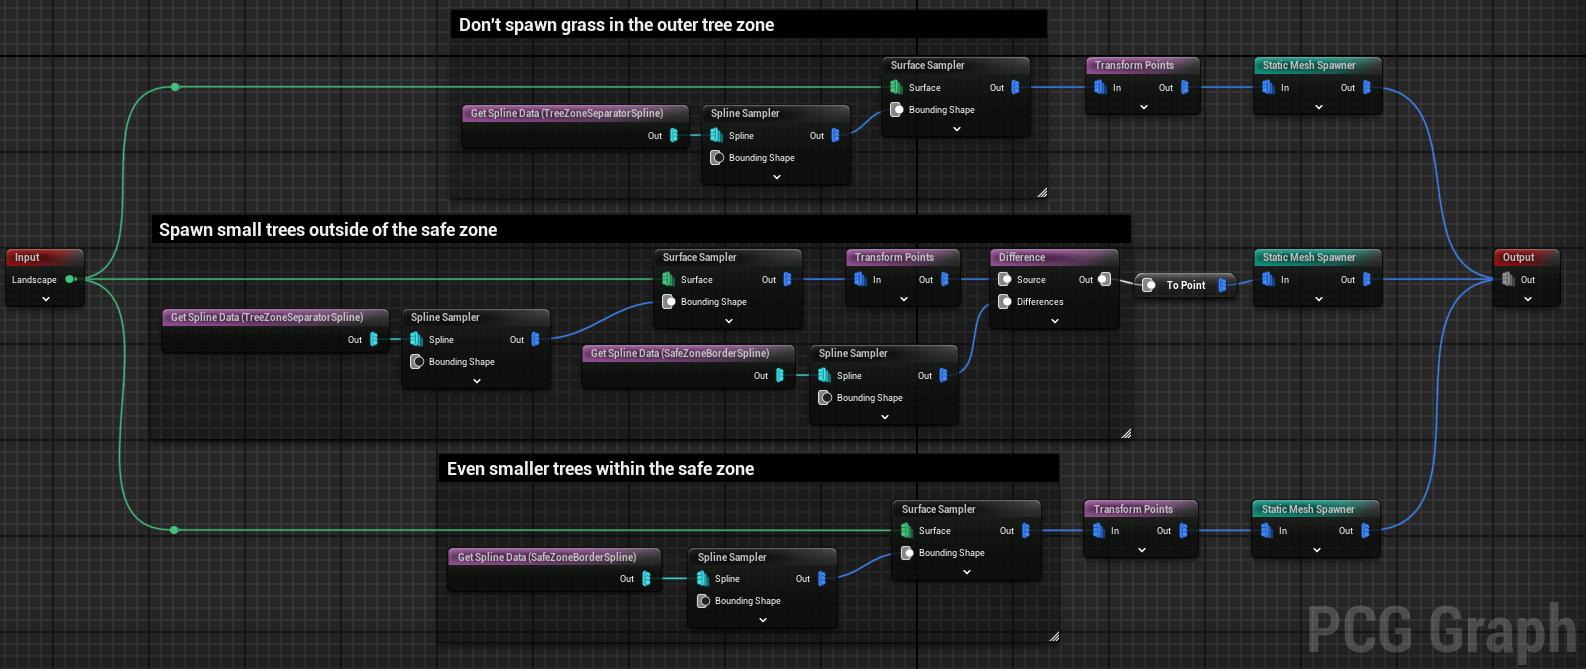 Don't spawn grass in the outer tree zone
Surface Sampler
Surface Out
Bounding Shape
Transform Points
In Out
Static Mesh Spawner
In Out
Get Spline Data (TreeZoneSeparatorSpline)
Out
Spline Sampler
Spline Out
Bounding Shape
Spawn small trees outside of the safe zone
Input
Landscape
Surface Sampler
Surface Out
Bounding Shape
Transform Points
In Out
Difference
Source Out
Differences
To Point
Static Mesh Spawner
In Out
Output
Out
Get Spline Data (TreeZoneSeparatorSpline)
Out
Spline Sampler
Spline Out
Bounding Shape
Get Spline Data (SafeZoneBorderSpline)
Out
Spline Sampler
Spline Out
Bounding Shape
Even smaller trees within the safe zone
Surface Sampler
Surface Out
Bounding Shape
Transform Points
In Out
Static Mesh Spawner
In Out
Get Spline Data (SafeZoneBorderSpline)
Out
Spline Sampler
Spline Out
Bounding Shape
PCG Graph